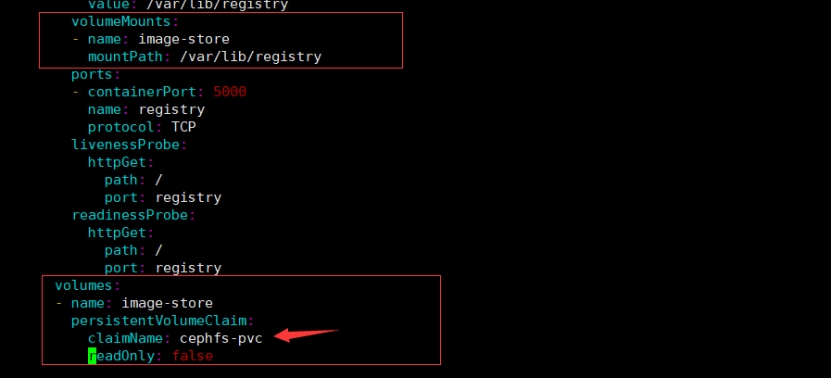 value: /var/lib/registry
volumeMounts:
- name: image-store
mountPath: /var/lib/registry
ports:
- containerPort: 5000
name: registry
protocol: TCP
livenessProbe:
httpGet:
path: /
port: registry
readinessProbe:
httpGet:
path: /
port: registry
volumes:
- name: image-store
persistentVolumeClaim:
claimName: cephfs-pvc
readOnly: false